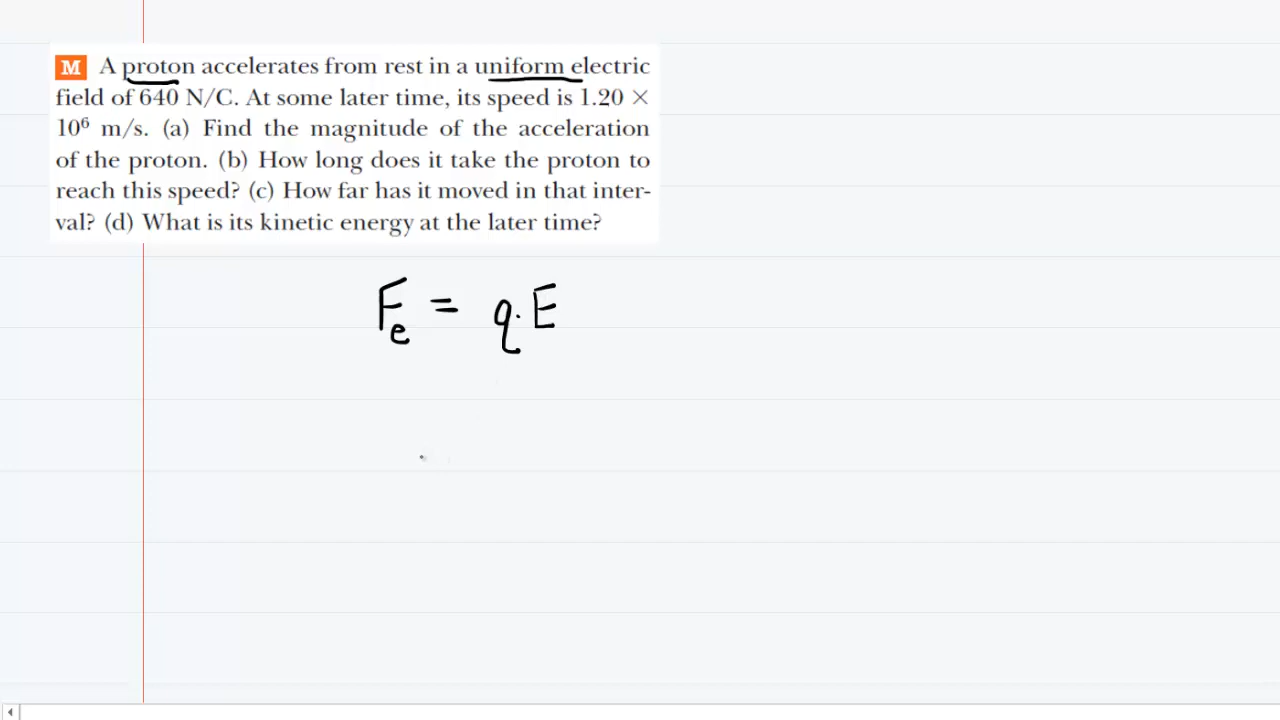 M A proton accelerates from rest in a uniform electric
field of 640 N/C. At some later time, its speed is 1.20 ×
10⁶ m/s. (a) Find the magnitude of the acceleration
of the proton. (b) How long does it take the proton to
reach this speed? (c) How far has it moved in that inter-
val? (d) What is its kinetic energy at the later time?
Fₑ = q·E